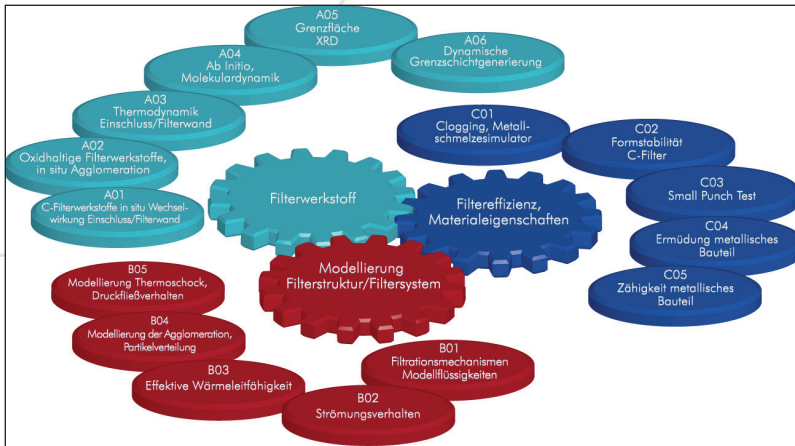 A05
Grenzfläche
XRD
A06
Dynamische
Grenzschichtgenerierung
A04
Ab Initio,
Molekulardynamik
A03
Thermodynamik
Einschluss/Filterwand
A02
Oxidhaltige Filterwerkstoffe,
in situ Agglomeration
A01
C-Filterwerkstoffe in situ Wechsel-
wirkung Einschluss/Filterwand
Filterwerkstoff
C01
Clogging, Metall-
schmelzesimulator
C02
Formstabilität
C-Filter
C03
Small Punch Test
C04
Ermüdung metallisches
Bauteil
C05
Zähigkeit metallisches
Bauteil
Filtereffizienz,
Materialeigenschaften
Modellierung
Filterstruktur/Filtersystem
B05
Modellierung Thermoschock,
Druckfließverhalten
B04
Modellierung der Agglomeration,
Partikelverteilung
B03
Effektive Wärmeleitfähigkeit
B02
Strömungsverhalten
B01
Filtrationsmechanismen
Modellflüssigkeiten